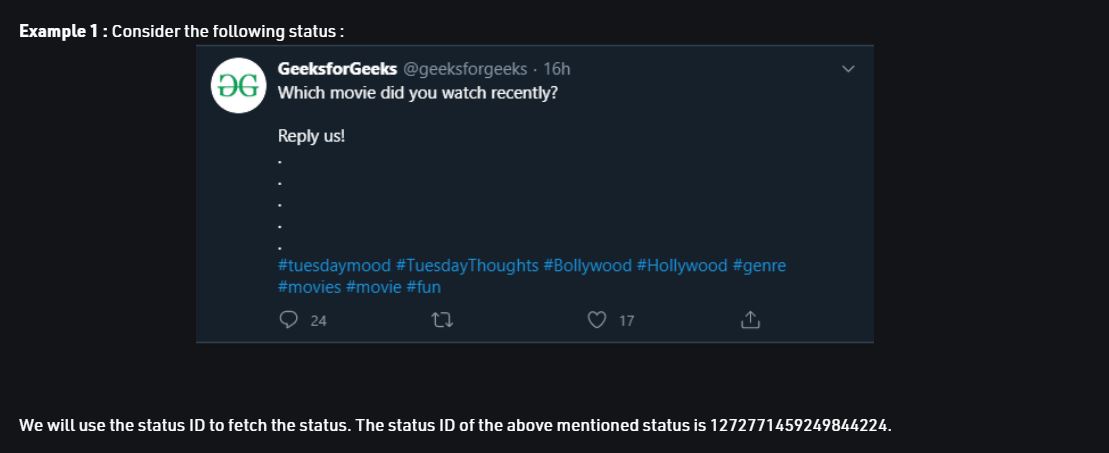 Example 1 : Consider the following status :
GeeksforGeeks @geeksforgeeks · 16h
Which movie did you watch recently?
Reply us!
.
.
.
.
.
#tuesdaymood #TuesdayThoughts #Bollywood #Hollywood #genre
#movies #movie #fun
24 17
We will use the status ID to fetch the status. The status ID of the above mentioned status is 1272771459249844224.